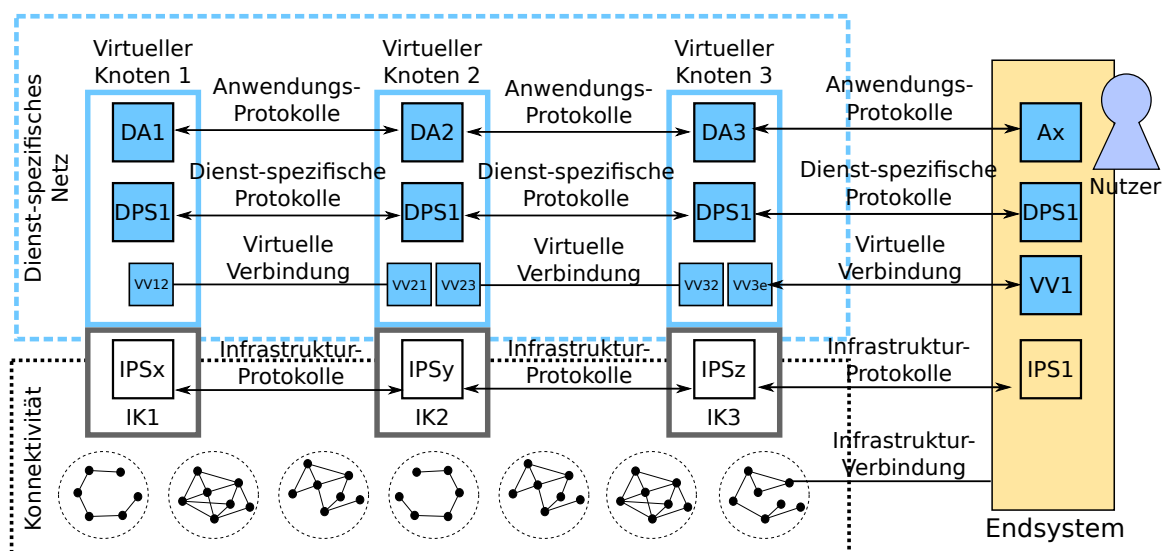 Virtueller
Knoten 1
Virtueller
Knoten 2
Virtueller
Knoten 3
Anwendungs-
Protokolle
Anwendungs-
Protokolle
Anwendungs-
Protokolle
DA1
DA2
DA3
Ax
Nutzer
Dienst-spezifisches
Netz
Dienst-spezifische
Protokolle
Dienst-spezifische
Protokolle
Dienst-spezifische
Protokolle
DPS1
DPS1
DPS1
DPS1
Virtuelle
Verbindung
Virtuelle
Verbindung
Virtuelle
Verbindung
VV12
VV21
VV23
VV32
VV3e
VV1
Infrastruktur-
Protokolle
Infrastruktur-
Protokolle
Infrastruktur-
Protokolle
IPSx
IPSy
IPSz
IPS1
IK1
IK2
IK3
Konnektivität
Infrastruktur-
Verbindung
Endsystem